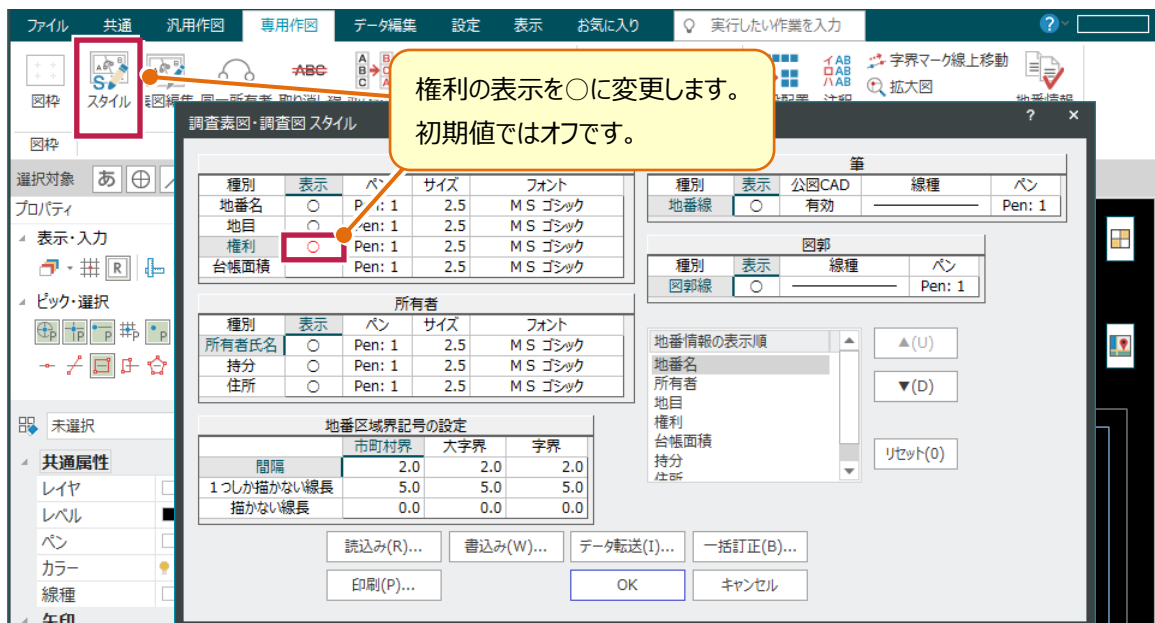 ファイル 共通 汎用作図 専用作図 データ編集 設定 表示 お気に入り 実行したい作業を入力
図枠 スタイル 字界マーク線上移動
拡大図
図枠
権利の表示を○に変更します。
初期値ではオフです。
調査素図・調査図 スタイル ? ×
選択対象 あ
プロパティ
表示・入力
ピック・選択
未選択
共通属性
レイヤ
レベル
ペン
カラー
線種
矢印
種別 表示 ペン サイズ フォント
地番名 ○ Pen: 1 2.5 ＭＳ ゴシック
地目 ○ Pen: 1 2.5 ＭＳ ゴシック
権利 ○ Pen: 1 2.5 ＭＳ ゴシック
台帳面積 Pen: 1 2.5 ＭＳ ゴシック
所有者
種別 表示 ペン サイズ フォント
所有者氏名 ○ Pen: 1 2.5 ＭＳ ゴシック
持分 ○ Pen: 1 2.5 ＭＳ ゴシック
住所 ○ Pen: 1 2.5 ＭＳ ゴシック
地番区域界記号の設定
市町村界 大字界 字界
間隔 2.0 2.0 2.0
１つしか描かない線長 5.0 5.0 5.0
描かない線長 0.0 0.0 0.0
筆
種別 表示 公図CAD 線種 ペン
地番線 ○ 有効 Pen: 1
図郭
種別 表示 線種 ペン
図郭線 ○ Pen: 1
地番情報の表示順
地番名
所有者
地目
権利
台帳面積
持分
住所
▲(U)
▼(D)
リセット(0)
読込み(R)... 書込み(W)... データ転送(I)... 一括訂正(B)...
印刷(P)... OK キャンセル